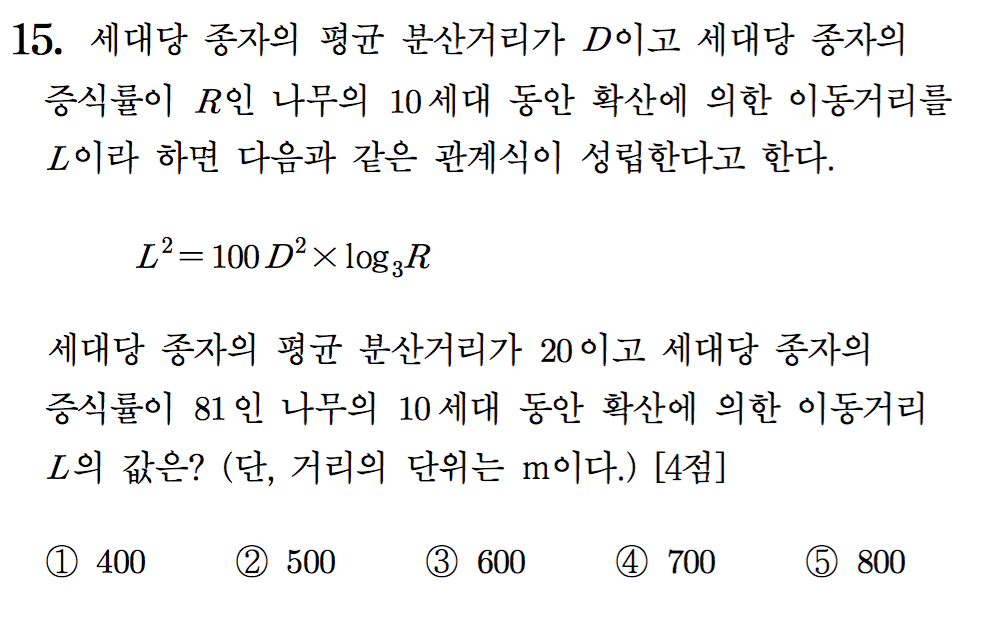 15. 세대당 종자의 평균 분산거리가 D이고 세대당 종자의
증식률이 R인 나무의 10세대 동안 확산에 의한 이동거리를
L이라 하면 다음과 같은 관계식이 성립한다고 한다.
L² = 100D² × log₃R
세대당 종자의 평균 분산거리가 20이고 세대당 종자의
증식률이 81인 나무의 10세대 동안 확산에 의한 이동거리
L의 값은? (단, 거리의 단위는 m이다.) [4점]
① 400 ② 500 ③ 600 ④ 700 ⑤ 800